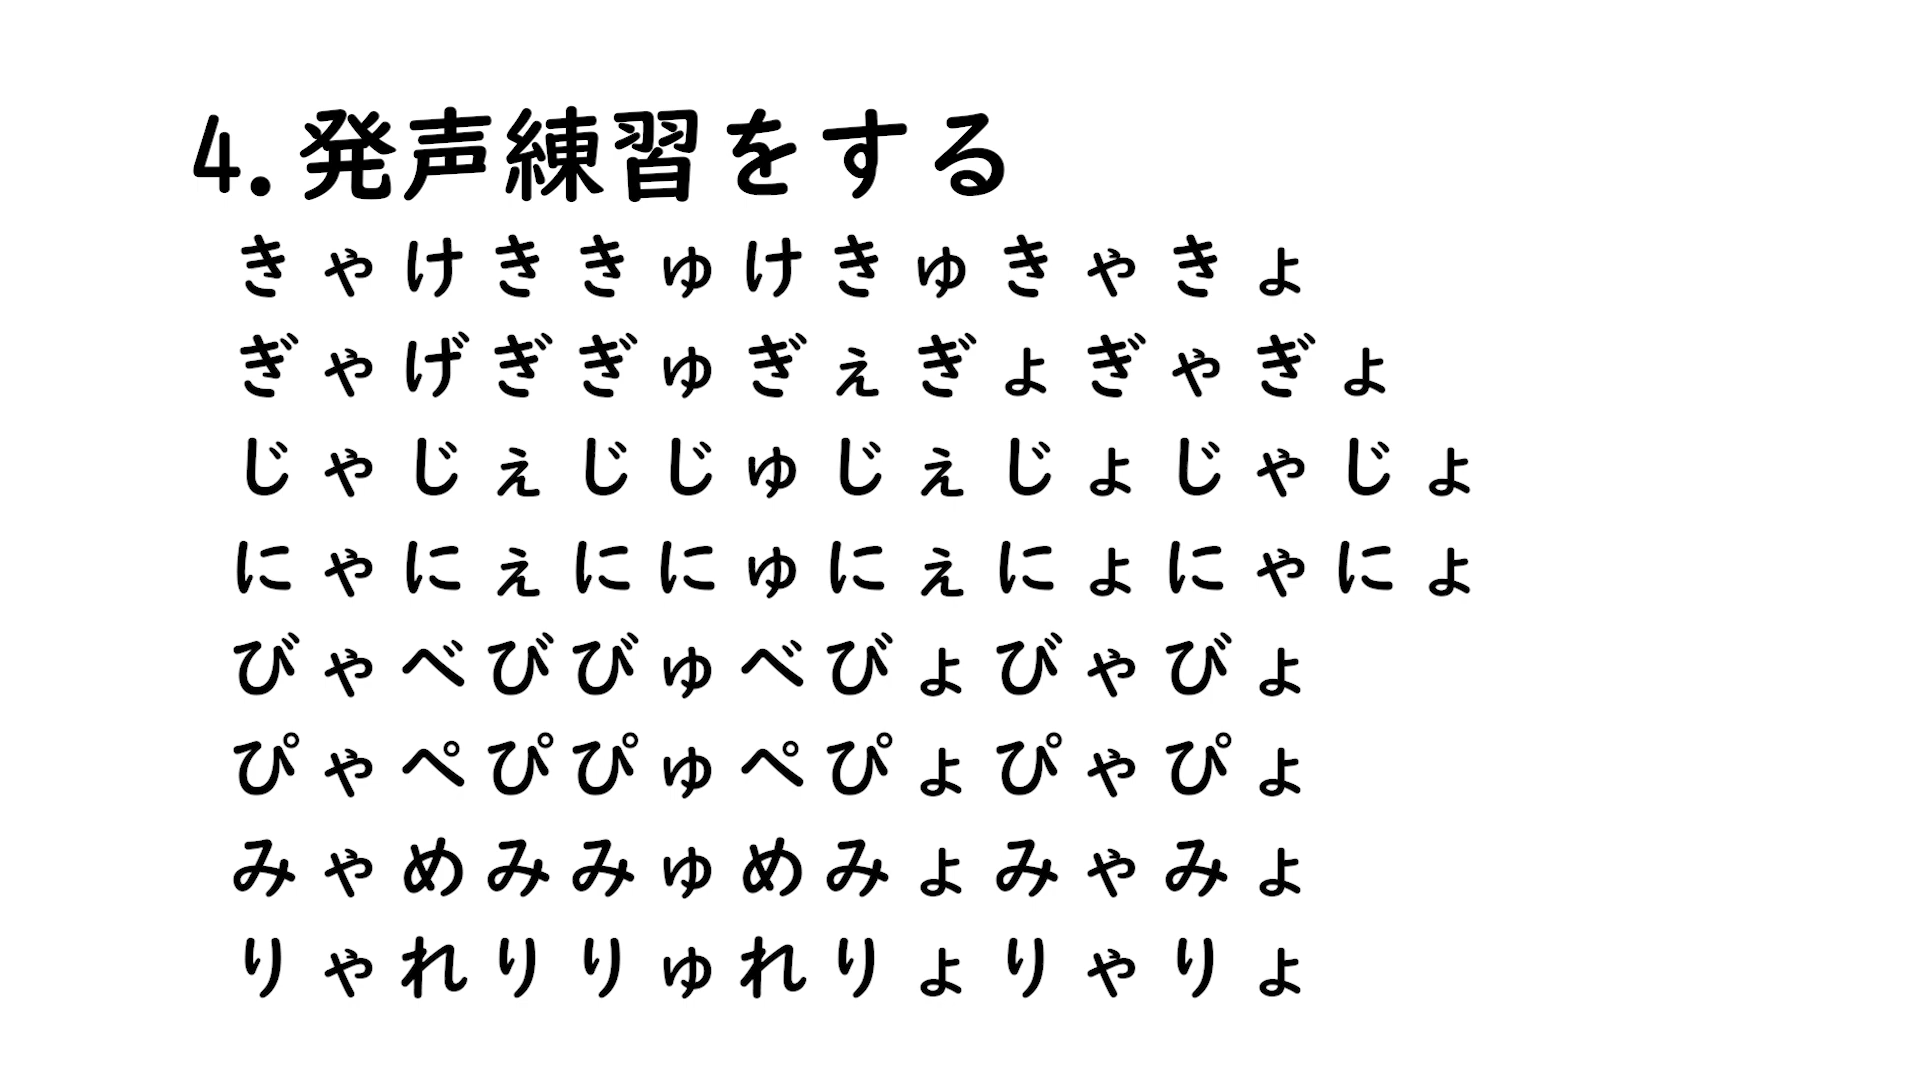 4.発声練習をする
きゃけききゅけきゅきゃきょ
ぎゃげぎぎゅぎぇぎょぎゃぎょ
じゃじぇじじゅじぇじょじゃじょ
にゃにぇににゅにぇにょにゃにょ
びゃべびびゅべびょびゃびょ
ぴゃぺぴぴゅぺぴょぴゃぴょ
みゃめみみゅめみょみゃみょ
りゃれりりゅれりょりゃりょ